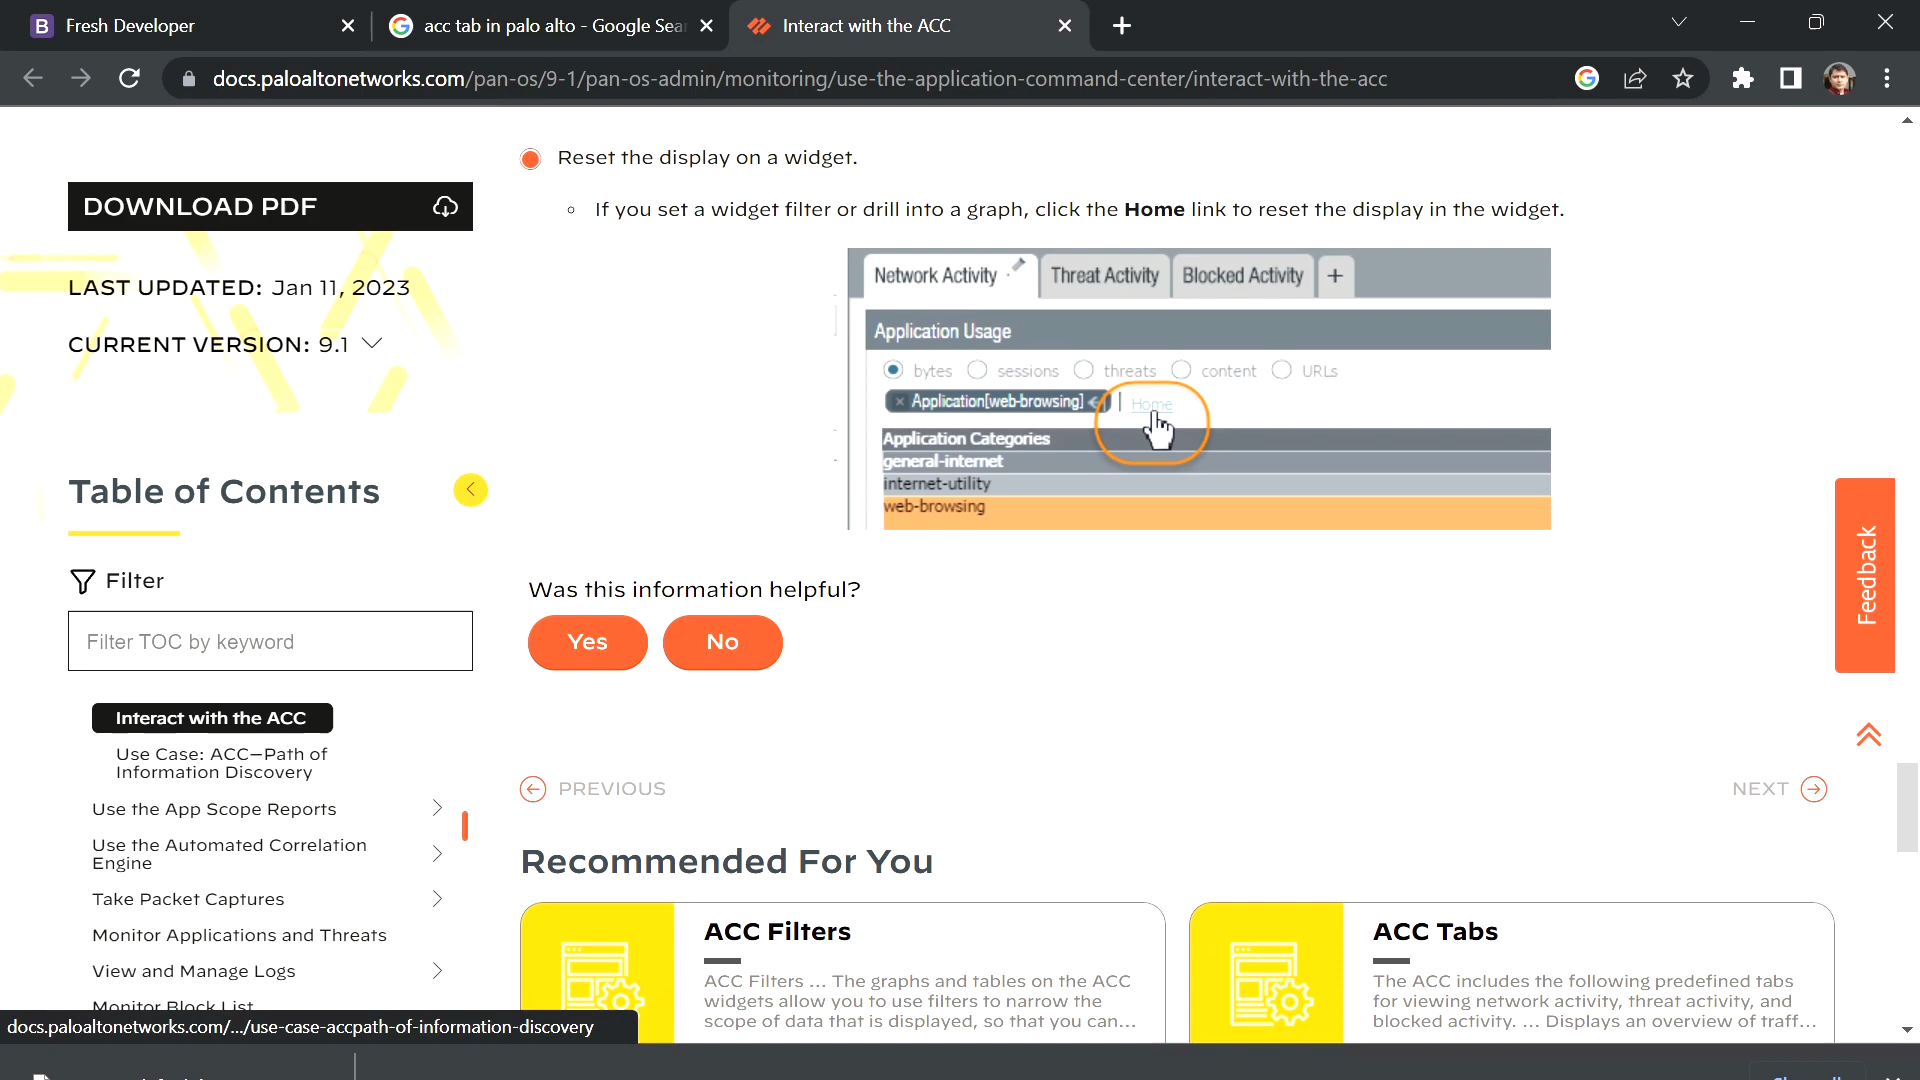 Fresh Developer
acc tab in palo alto - Google Sea
Interact with the ACC
docs.paloaltonetworks.com/pan-os/9-1/pan-os-admin/monitoring/use-the-application-command-center/interact-with-the-acc
DOWNLOAD PDF
LAST UPDATED: Jan 11, 2023
CURRENT VERSION: 9.1
Table of Contents
Filter
Filter TOC by keyword
Interact with the ACC
Use Case: ACC—Path of
Information Discovery
Use the App Scope Reports
Use the Automated Correlation
Engine
Take Packet Captures
Monitor Applications and Threats
View and Manage Logs
Monitor Block List
docs.paloaltonetworks.com/.../use-case-accpath-of-information-discovery
Reset the display on a widget.
If you set a widget filter or drill into a graph, click the Home link to reset the display in the widget.
Network Activity
Threat Activity
Blocked Activity
+
Application Usage
bytes sessions threats content URLs
Application[web-browsing] | Home
Application Categories
general-internet
internet-utility
web-browsing
Was this information helpful?
Yes
No
PREVIOUS
NEXT
Recommended For You
ACC Filters
ACC Filters ... The graphs and tables on the ACC
widgets allow you to use filters to narrow the
scope of data that is displayed, so that you can...
ACC Tabs
The ACC includes the following predefined tabs
for viewing network activity, threat activity, and
blocked activity. ... Displays an overview of traff...
Feedback